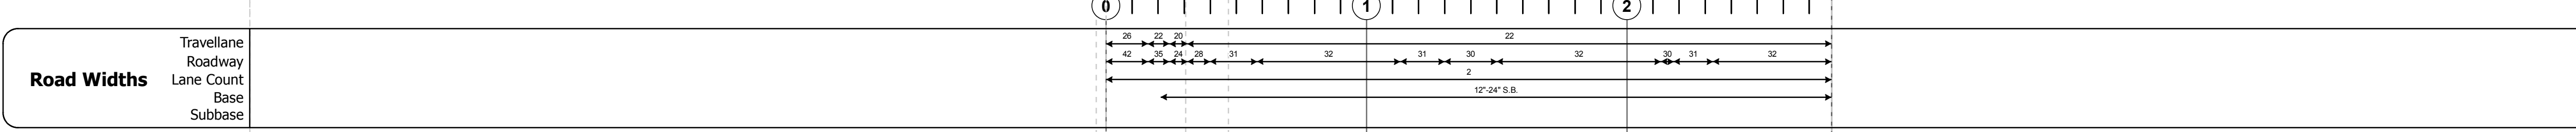 0 1 2
Road Widths
Travellane 26 22 20 22
Roadway 42 35 24 28 31 32 31 30 32 30 31 32
Lane Count 2
Base 12"-24" S.B.
Subbase